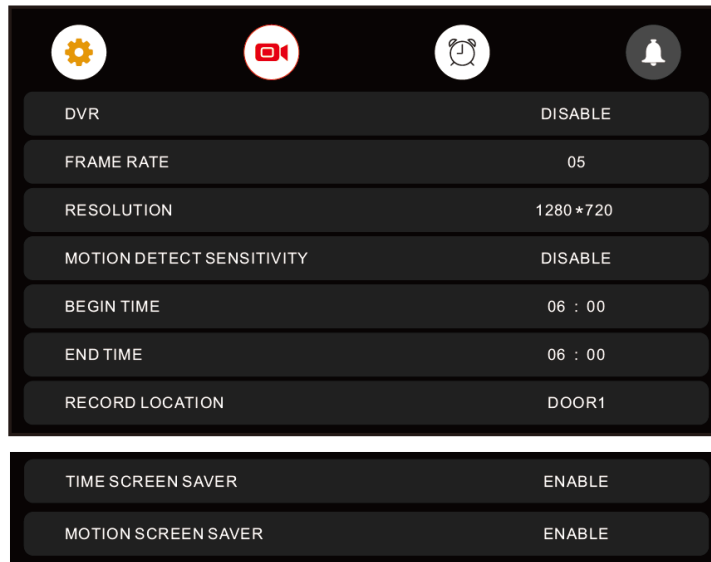 DVR DISABLE
FRAME RATE 05
RESOLUTION 1280*720
MOTION DETECT SENSITIVITY DISABLE
BEGIN TIME 06 : 00
END TIME 06 : 00
RECORD LOCATION DOOR1
TIME SCREEN SAVER ENABLE
MOTION SCREEN SAVER ENABLE